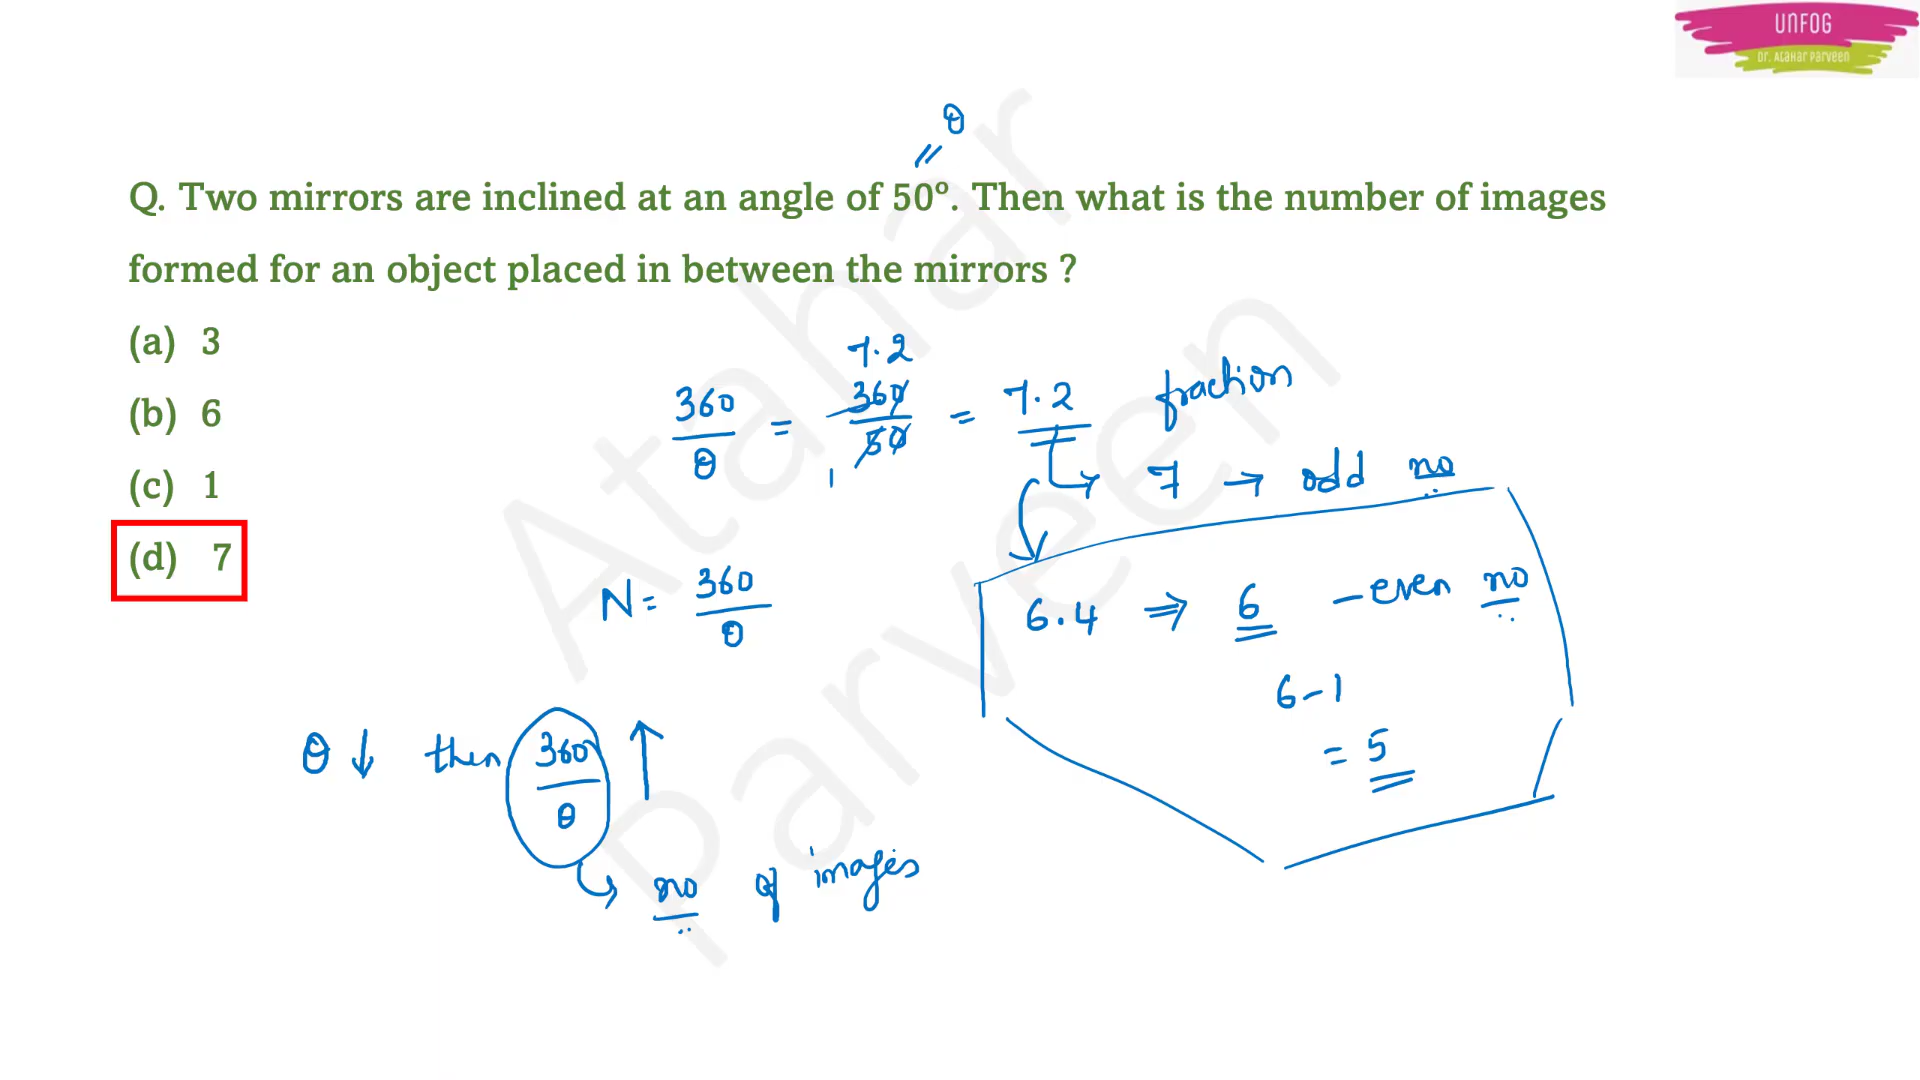 UNFOG
Dr. Atahar Parveen
θ
Q. Two mirrors are inclined at an angle of 50°. Then what is the number of images
formed for an object placed in between the mirrors ?
(a) 3
(b) 6
(c) 1
(d) 7
7.2
360/θ = 360/50 = 7.2 fraction
1
7 → odd no
N = 360/θ
6.4 ⇒ 6 – even no
6 – 1
= 5
θ ↓ then 360/θ ↑
no of images
Atahar
Parveen